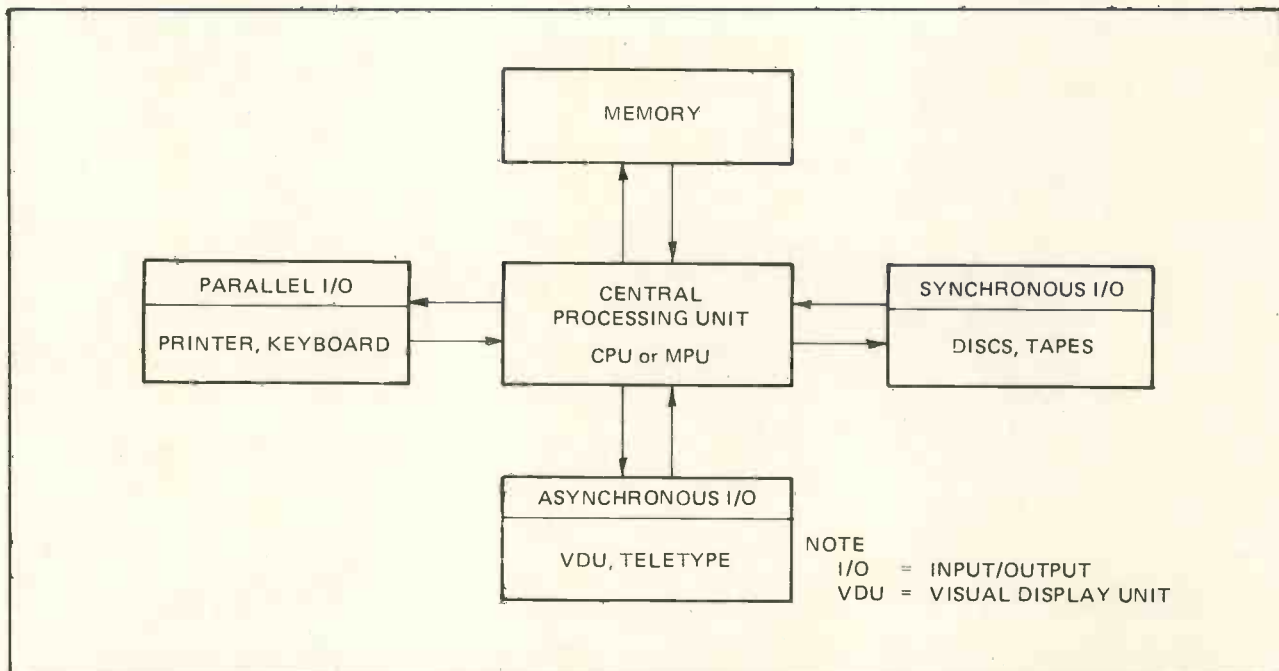 MEMORY
PARALLEL I/O
PRINTER, KEYBOARD
CENTRAL
PROCESSING UNIT
CPU or MPU
SYNCHRONOUS I/O
DISCS, TAPES
ASYNCHRONOUS I/O
VDU, TELETYPE
NOTE
I/O = INPUT/OUTPUT
VDU = VISUAL DISPLAY UNIT